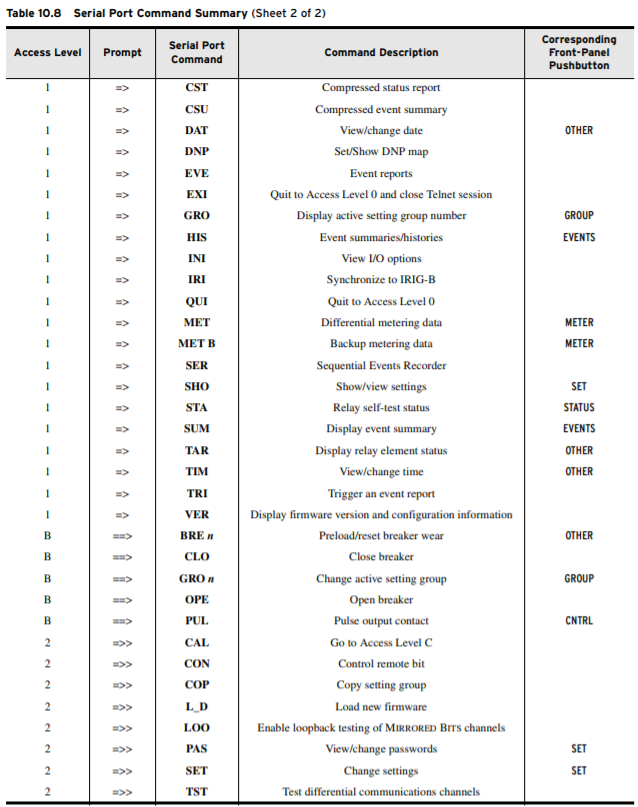 Table 10.8 Serial Port Command Summary (Sheet 2 of 2)
Access Level Prompt Serial Port Command Command Description Corresponding Front-Panel Pushbutton
1 => CST Compressed status report
1 => CSU Compressed event summary
1 => DAT View/change date OTHER
1 => DNP Set/Show DNP map
1 => EVE Event reports
1 => EXI Quit to Access Level 0 and close Telnet session
1 => GRO Display active setting group number GROUP
1 => HIS Event summaries/histories EVENTS
1 => INI View I/O options
1 => IRI Synchronize to IRIG-B
1 => QUI Quit to Access Level 0
1 => MET Differential metering data METER
1 => MET B Backup metering data METER
1 => SER Sequential Events Recorder
1 => SHO Show/view settings SET
1 => STA Relay self-test status STATUS
1 => SUM Display event summary EVENTS
1 => TAR Display relay element status OTHER
1 => TIM View/change time OTHER
1 => TRI Trigger an event report
1 => VER Display firmware version and configuration information
B ==> BRE n Preload/reset breaker wear OTHER
B ==> CLO Close breaker
B ==> GRO n Change active setting group GROUP
B ==> OPE Open breaker
B ==> PUL Pulse output contact CNTRL
2 =>> CAL Go to Access Level C
2 =>> CON Control remote bit
2 =>> COP Copy setting group
2 =>> L_D Load new firmware
2 =>> LOO Enable loopback testing of MIRRORED BITS channels
2 =>> PAS View/change passwords SET
2 =>> SET Change settings SET
2 =>> TST Test differential communications channels